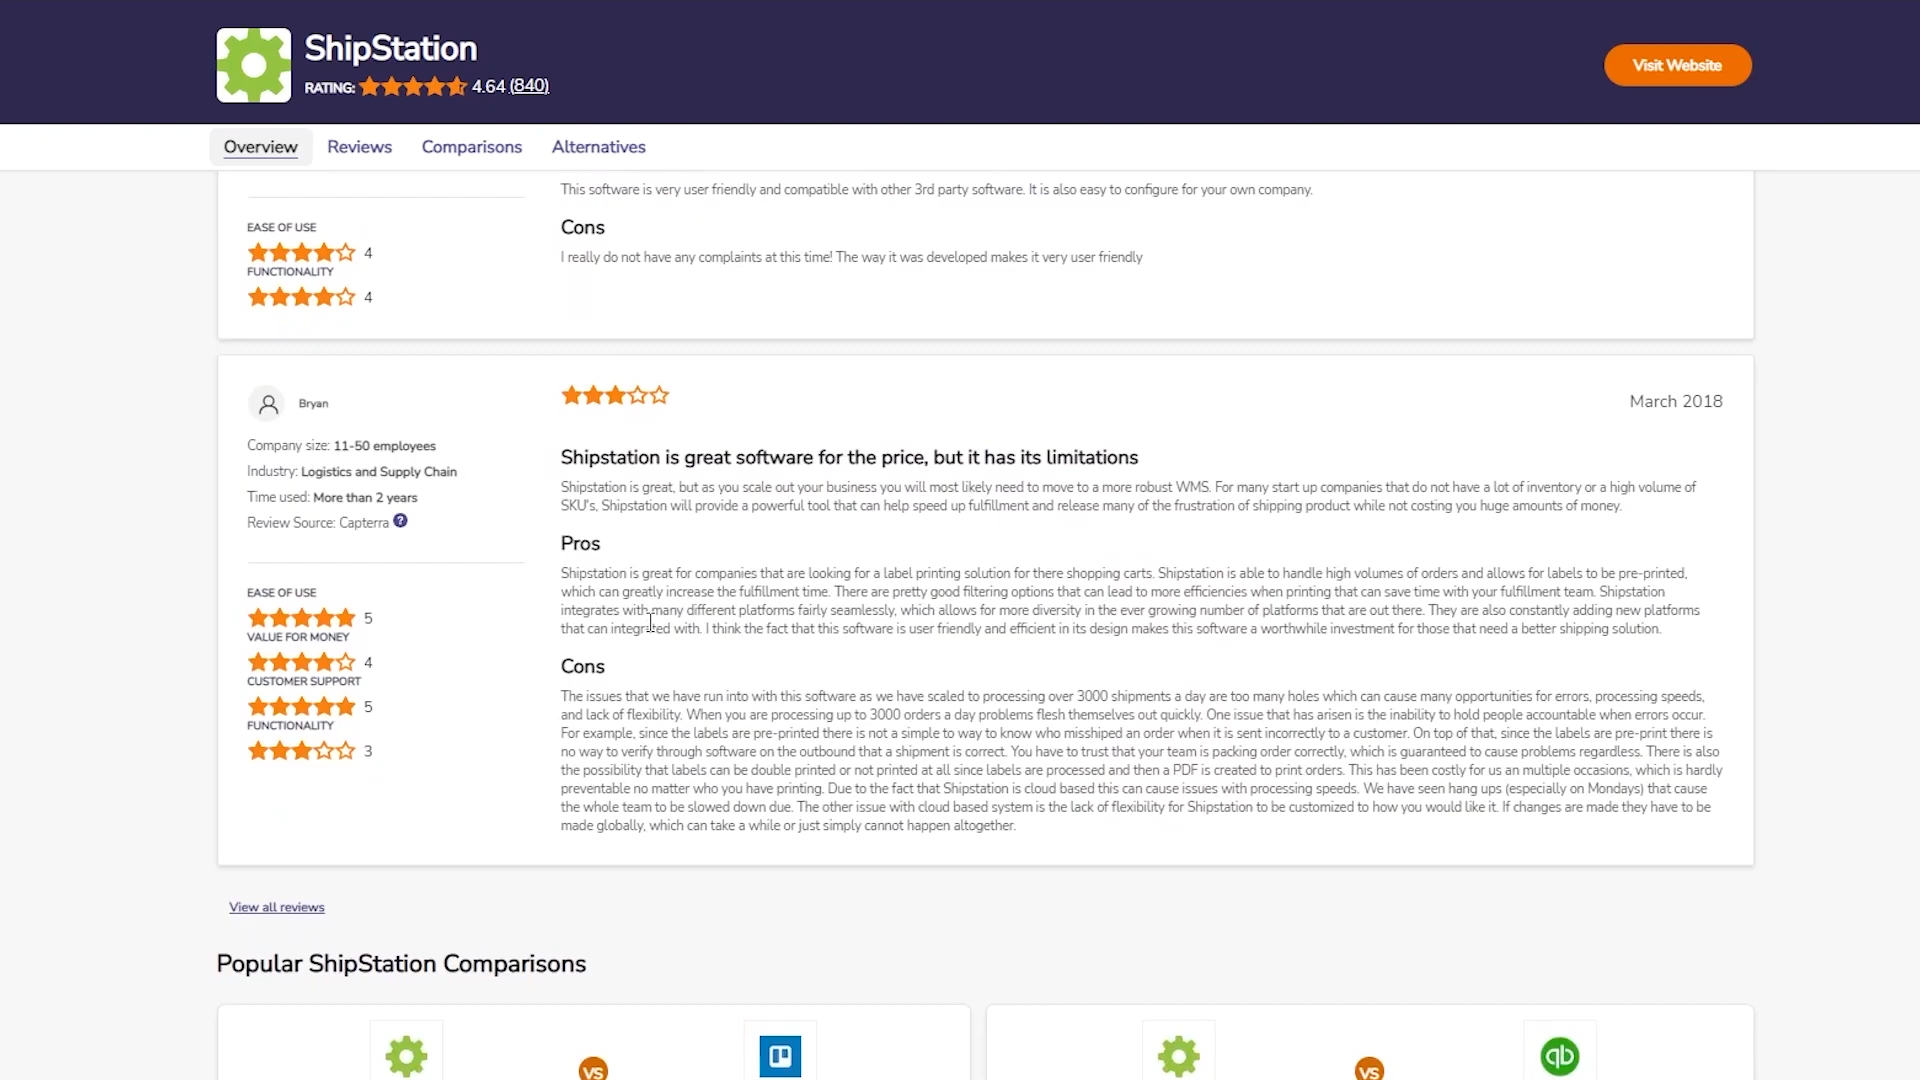 ShipStation
RATING: 4.64 (840)
Visit Website
Overview
Reviews
Comparisons
Alternatives
This software is very user friendly and compatible with other 3rd party software. It is also easy to configure for your own company.
EASE OF USE
4
FUNCTIONALITY
4
Cons
I really do not have any complaints at this time! The way it was developed makes it very user friendly
Bryan
Company size: 11-50 employees
Industry: Logistics and Supply Chain
Time used: More than 2 years
Review Source: Capterra ?
EASE OF USE
5
VALUE FOR MONEY
4
CUSTOMER SUPPORT
5
FUNCTIONALITY
3
March 2018
Shipstation is great software for the price, but it has its limitations
Shipstation is great, but as you scale out your business you will most likely need to move to a more robust WMS. For many start up companies that do not have a lot of inventory or a high volume of
SKU's, Shipstation will provide a powerful tool that can help speed up fulfillment and release many of the frustration of shipping product while not costing you huge amounts of money.
Pros
Shipstation is great for companies that are looking for a label printing solution for there shopping carts. Shipstation is able to handle high volumes of orders and allows for labels to be pre-printed,
which can greatly increase the fulfillment time. There are pretty good filtering options that can lead to more efficiencies when printing that can save time with your fulfillment team. Shipstation
integrates with many different platforms fairly seamlessly, which allows for more diversity in the ever growing number of platforms that are out there. They are also constantly adding new platforms
that can integrated with. I think the fact that this software is user friendly and efficient in its design makes this software a worthwhile investment for those that need a better shipping solution.
Cons
The issues that we have run into with this software as we have scaled to processing over 3000 shipments a day are too many holes which can cause many opportunities for errors, processing speeds,
and lack of flexibility. When you are processing up to 3000 orders a day problems flesh themselves out quickly. One issue that has arisen is the inability to hold people accountable when errors occur.
For example, since the labels are pre-printed there is not a simple to way to know who misshiped an order when it is sent incorrectly to a customer. On top of that, since the labels are pre-print there is
no way to verify through software on the outbound that a shipment is correct. You have to trust that your team is packing order correctly, which is guaranteed to cause problems regardless. There is also
the possibility that labels can be double printed or not printed at all since labels are processed and then a PDF is created to print orders. This has been costly for us an multiple occasions, which is hardly
preventable no matter who you have printing. Due to the fact that Shipstation is cloud based this can cause issues with processing speeds. We have seen hang ups (especially on Mondays) that cause
the whole team to be slowed down due. The other issue with cloud based system is the lack of flexibility for Shipstation to be customized to how you would like it. If changes are made they have to be
made globally, which can take a while or just simply cannot happen altogether.
View all reviews
Popular ShipStation Comparisons
VS
VS
qb